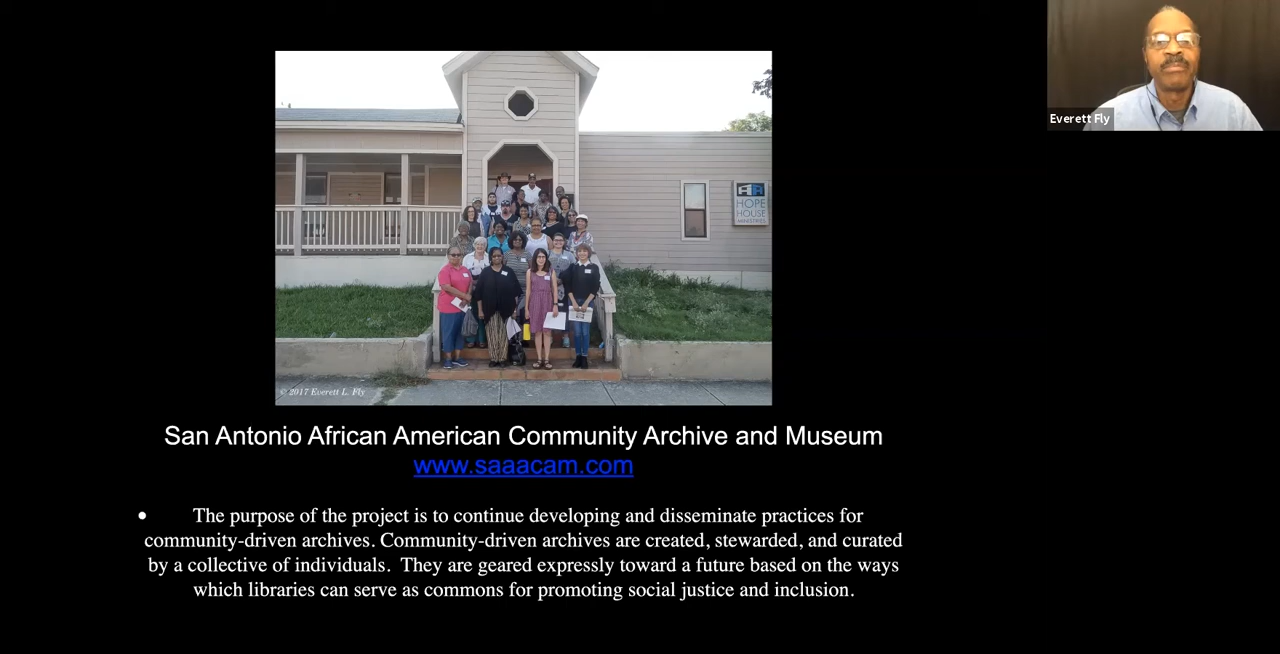 Everett Fly
HOPE
HOUSE
MINISTRIES
© 2017 Everett L. Fly
San Antonio African American Community Archive and Museum
www.saaacam.com
• The purpose of the project is to continue developing and disseminate practices for
community-driven archives. Community-driven archives are created, stewarded, and curated
by a collective of individuals. They are geared expressly toward a future based on the ways
which libraries can serve as commons for promoting social justice and inclusion.